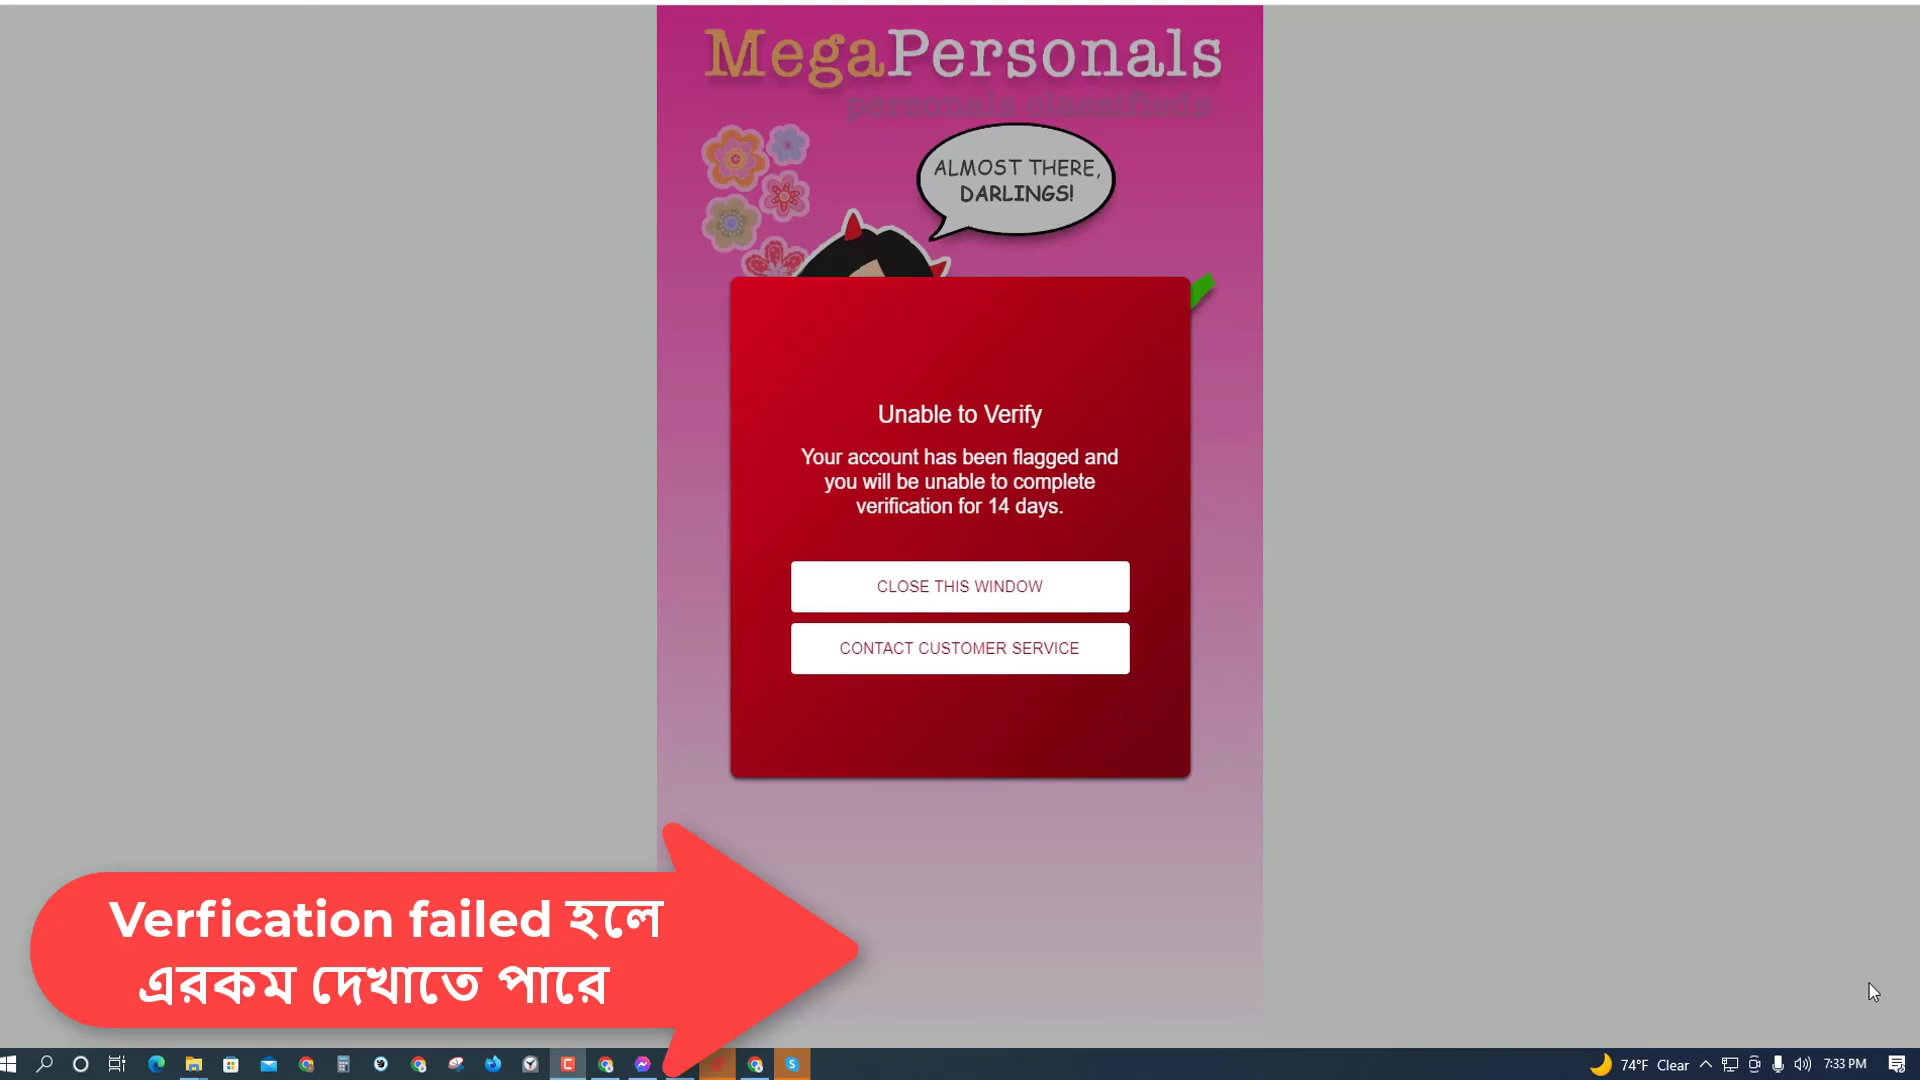 MegaPersonals
personals classifieds
ALMOST THERE,
DARLINGS!
Unable to Verify
Your account has been flagged and
you will be unable to complete
verification for 14 days.
CLOSE THIS WINDOW
CONTACT CUSTOMER SERVICE
Verfication failed হলে
এরকম দেখাতে পারে
74°F Clear
7:33 PM